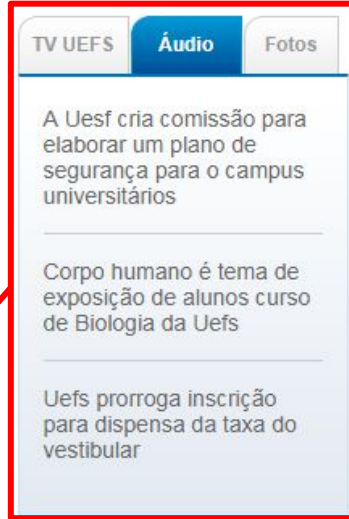 TV UEFS Áudio Fotos
A Uesf cria comissão para
elaborar um plano de
segurança para o campus
universitários
Corpo humano é tema de
exposição de alunos curso
de Biologia da Uefs
Uefs prorroga inscrição
para dispensa da taxa do
vestibular